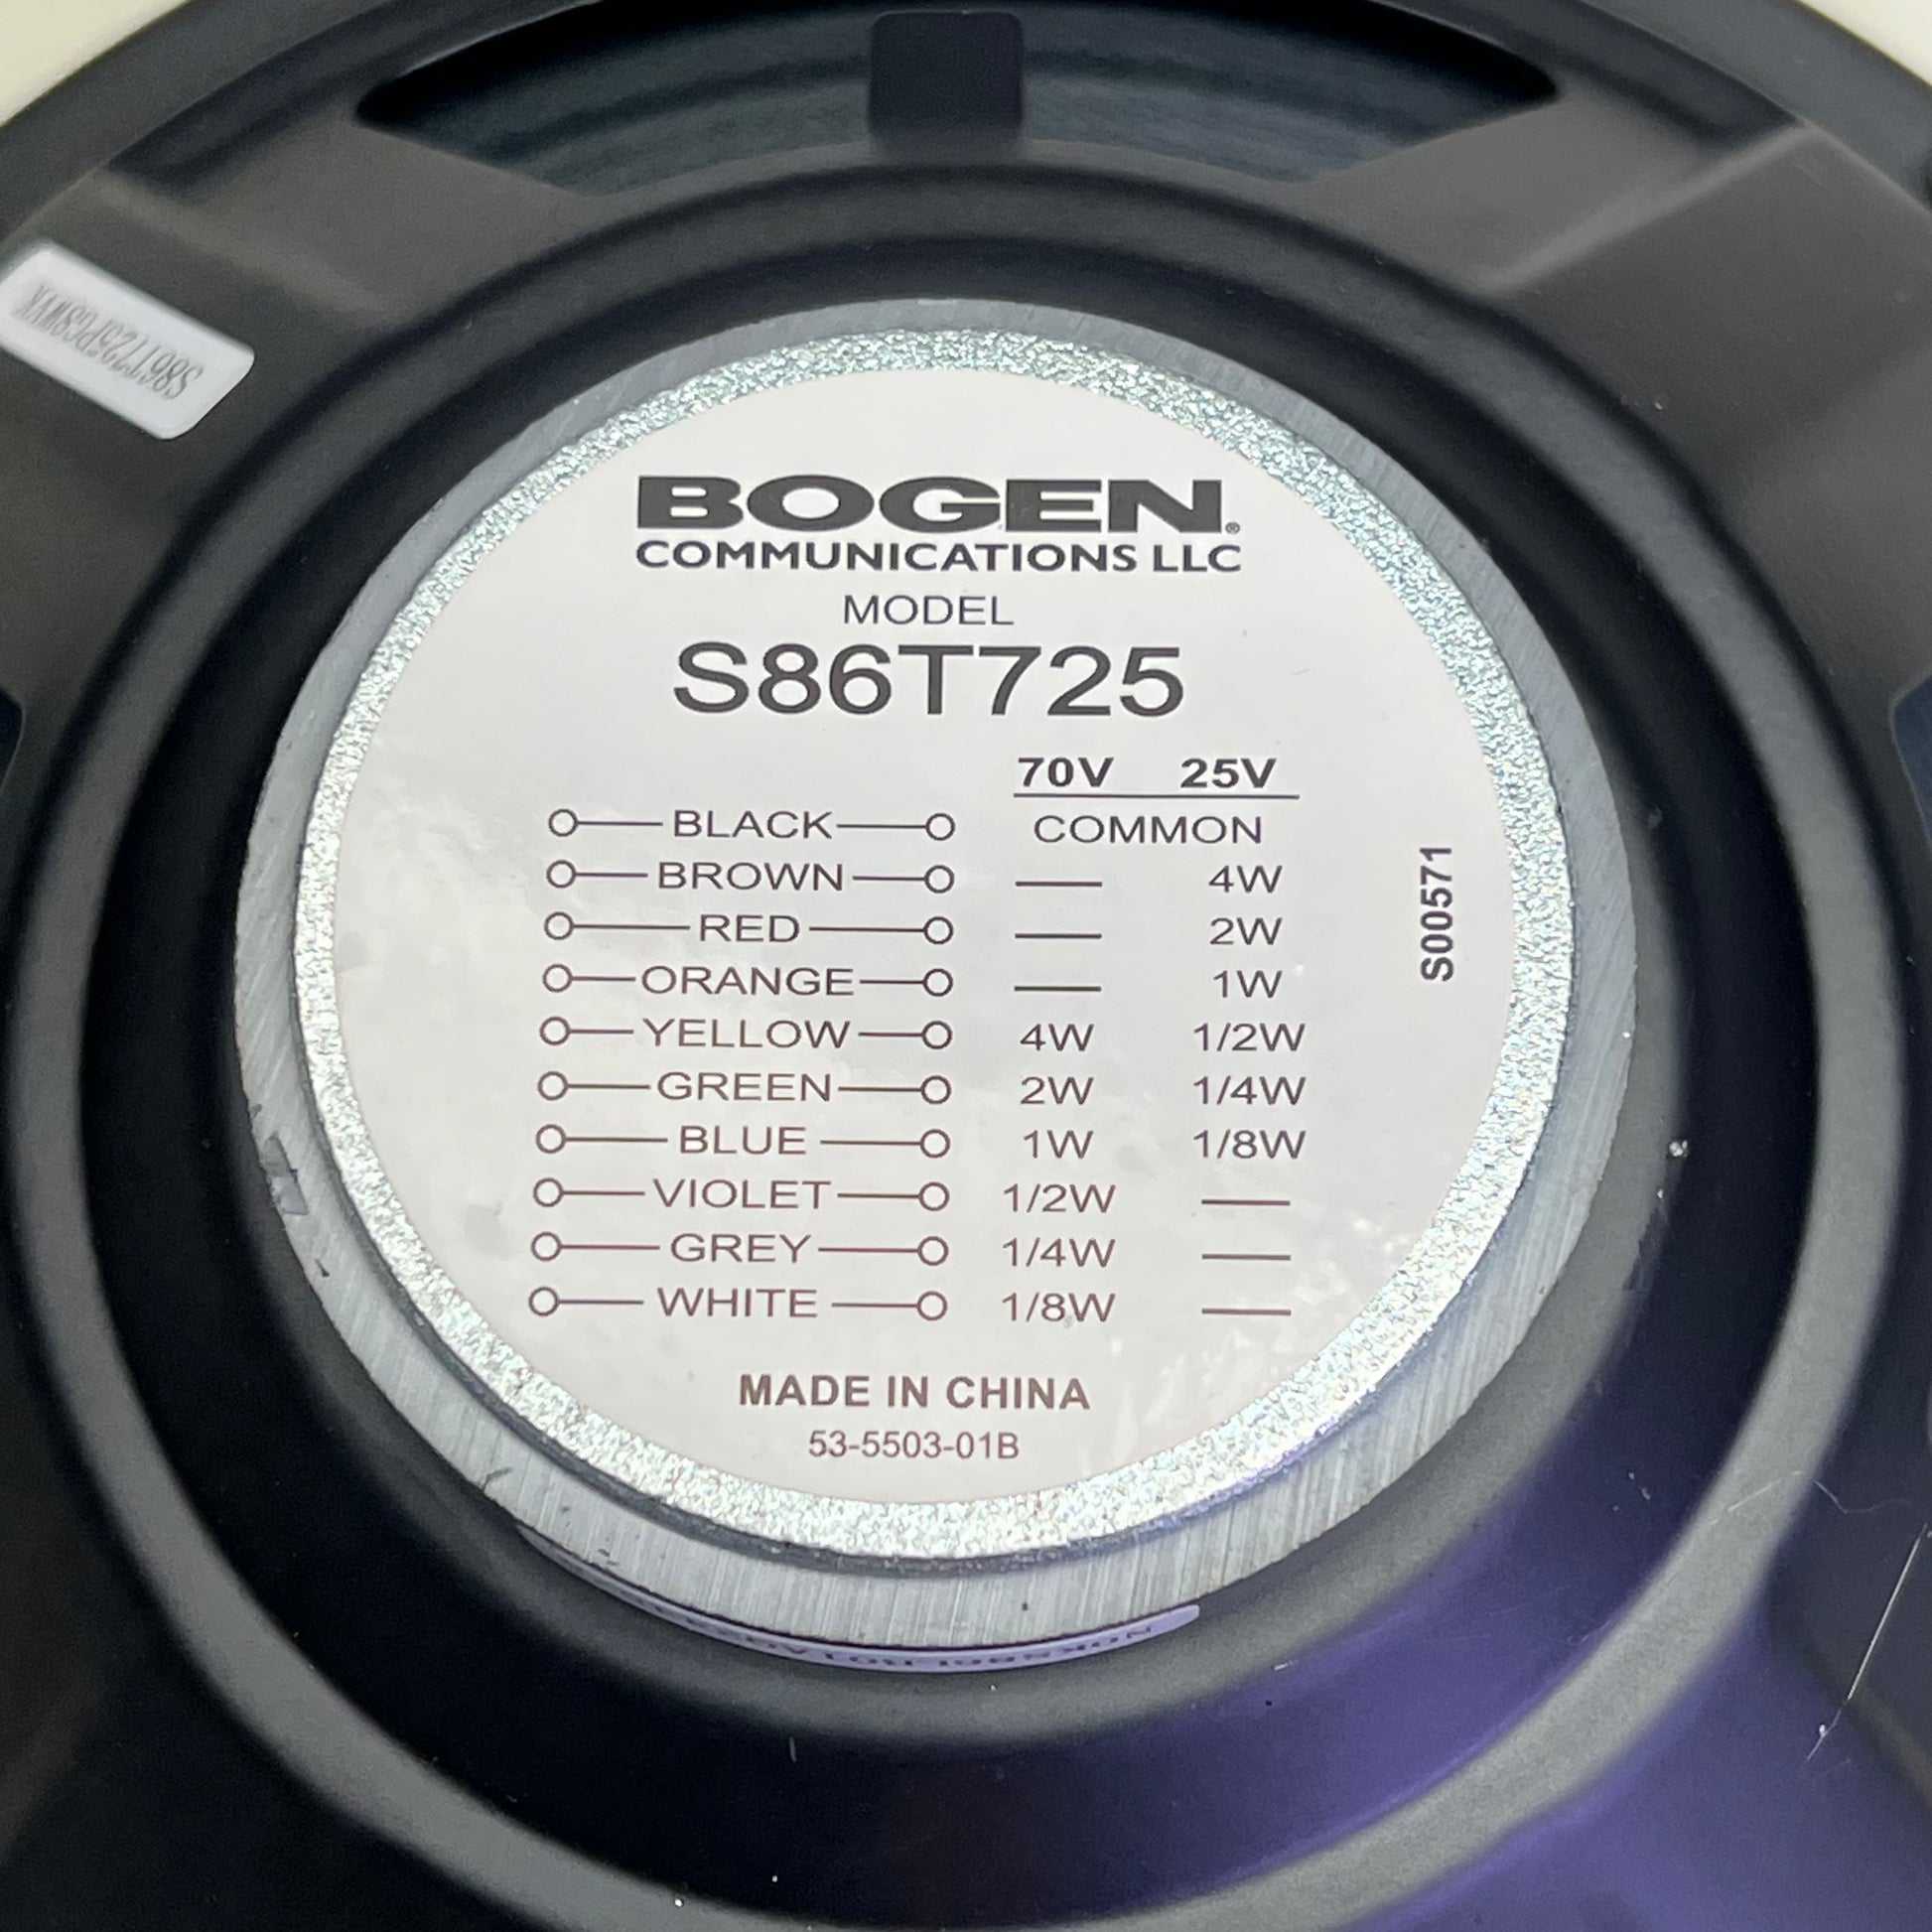 S86T725PG8WVK
BOGEN®
COMMUNICATIONS LLC
MODEL
S86T725
70V 25V
BLACK COMMON
BROWN — 4W
RED — 2W
ORANGE — 1W
YELLOW 4W 1/2W
GREEN 2W 1/4W
BLUE 1W 1/8W
VIOLET 1/2W —
GREY 1/4W —
WHITE 1/8W —
S00571
MADE IN CHINA
53-5503-01B